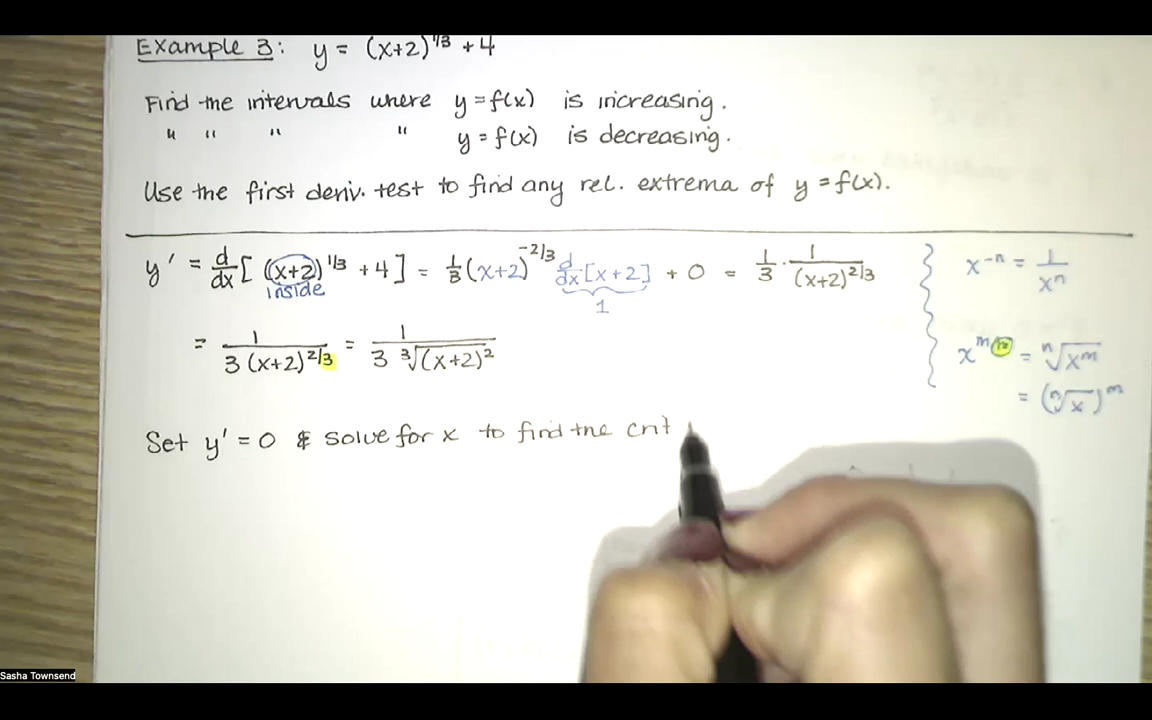 Example 3: y = (x+2)^1/3 + 4
Find the intervals where y = f(x) is increasing.
" " " " y = f(x) is decreasing.
Use the first deriv. test to find any rel. extrema of y = f(x).
y' = d/dx [ (x+2)^1/3 + 4 ] = 1/3 (x+2)^-2/3 d/dx [x+2] + 0 = 1/3 · 1/(x+2)^2/3
inside
1
= 1/(3 (x+2)^2/3) = 1/(3 ∛(x+2)²)
x^-n = 1/x^n
x^m/n = ⁿ√x^m
= (ⁿ√x)^m
Set y' = 0 & solve for x to find the crit
Sasha Townsend